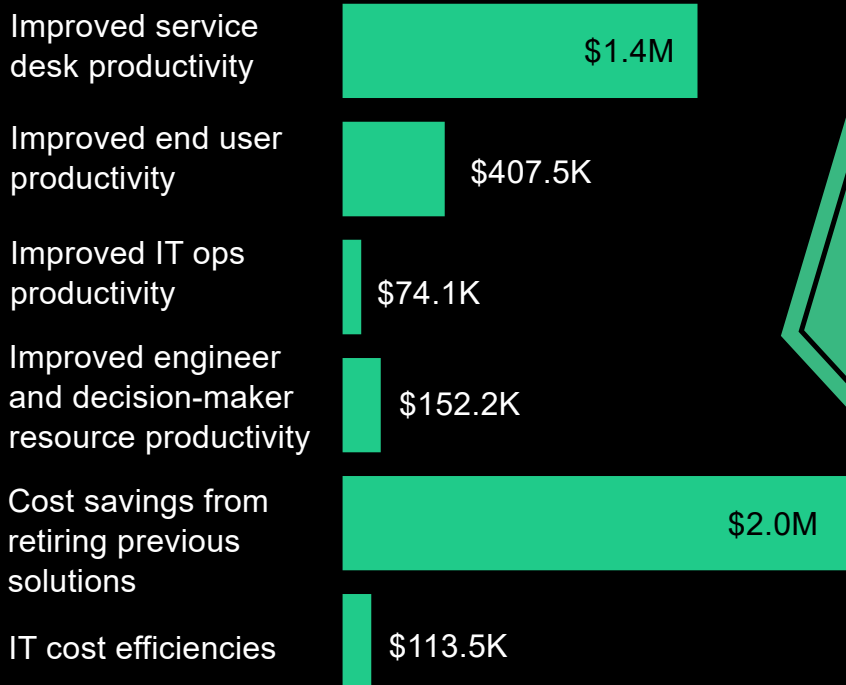 Improved service
desk productivity
$1.4M
Improved end user
productivity
$407.5K
Improved IT ops
productivity
$74.1K
Improved engineer
and decision-maker
resource productivity
$152.2K
Cost savings from
retiring previous
solutions
$2.0M
IT cost efficiencies
$113.5K